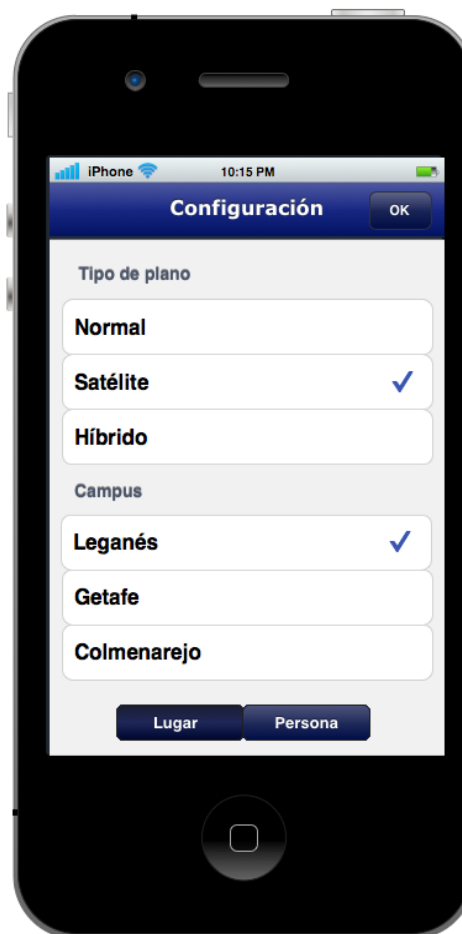 iPhone 10:15 PM
Configuración OK
Tipo de plano
Normal
Satélite
Híbrido
Campus
Leganés
Getafe
Colmenarejo
Lugar Persona